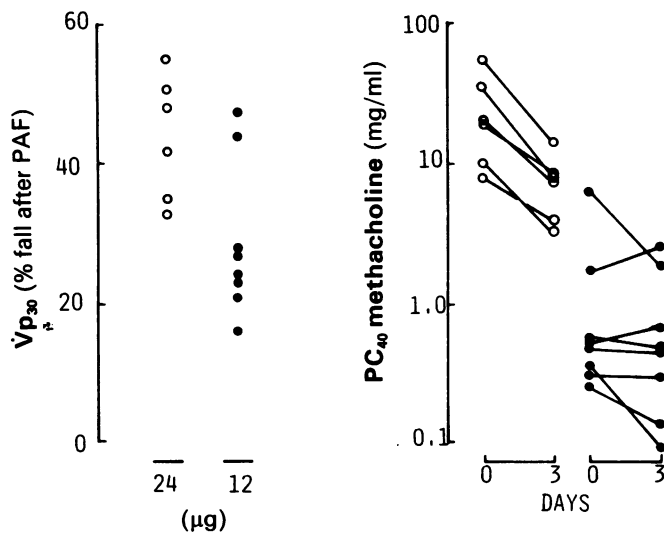 60
40
20
0
V̇p₃₀ (% fall after PAF)
24 12
(µg)
100
10
1.0
0.1
PC₄₀ methacholine (mg/ml)
0 3 0 3
DAYS